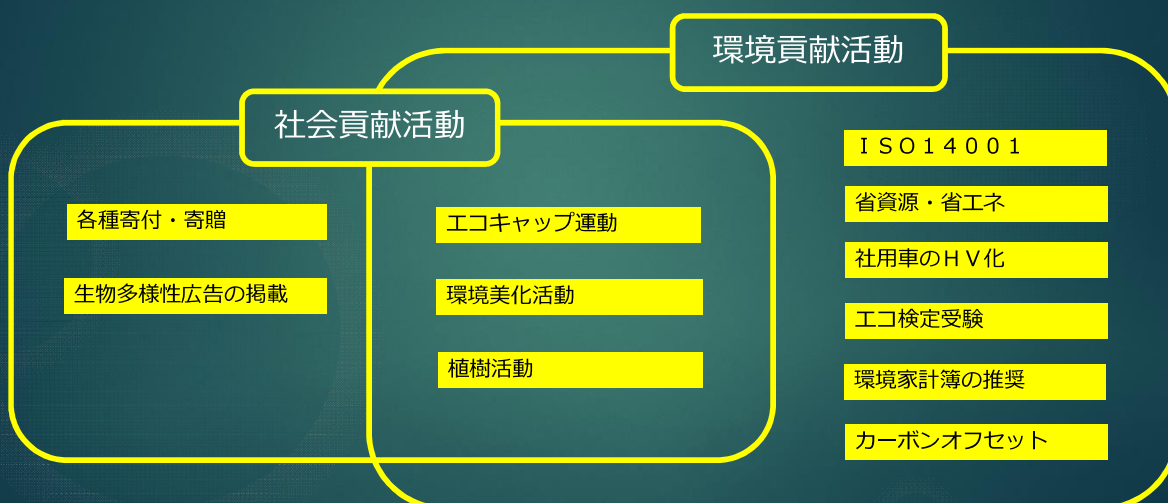 環境貢献活動
社会貢献活動
各種寄付・寄贈
生物多様性広告の掲載
エコキャップ運動
環境美化活動
植樹活動
ＩＳＯ１４００１
省資源・省エネ
社用車のＨＶ化
エコ検定受験
環境家計簿の推奨
カーボンオフセット